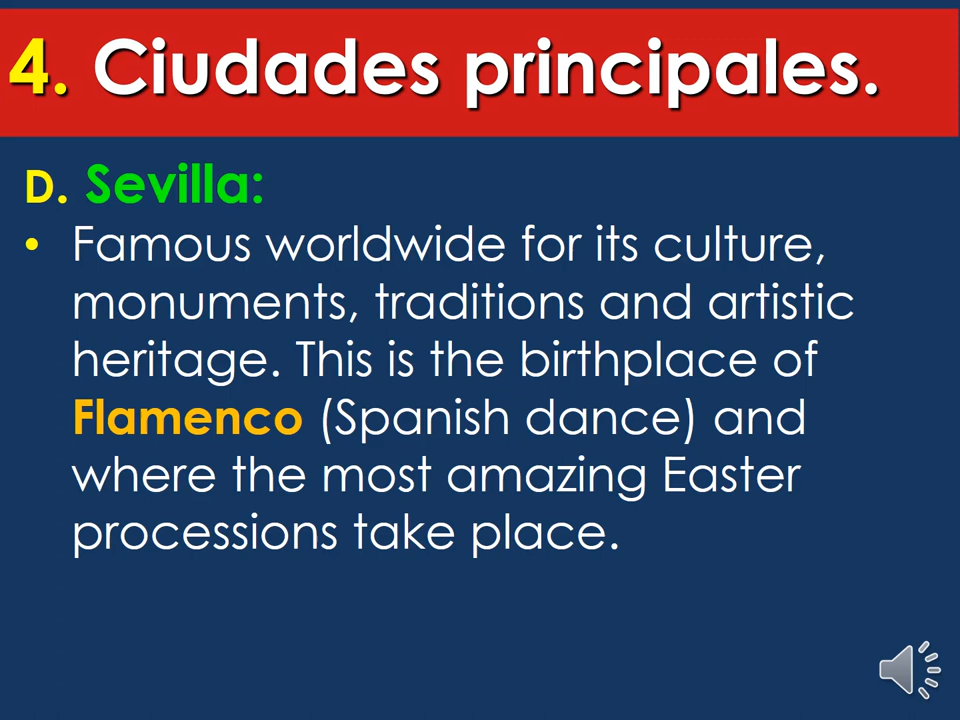 4. Ciudades principales.
D. Sevilla:
• Famous worldwide for its culture,
monuments, traditions and artistic
heritage. This is the birthplace of
Flamenco (Spanish dance) and
where the most amazing Easter
processions take place.